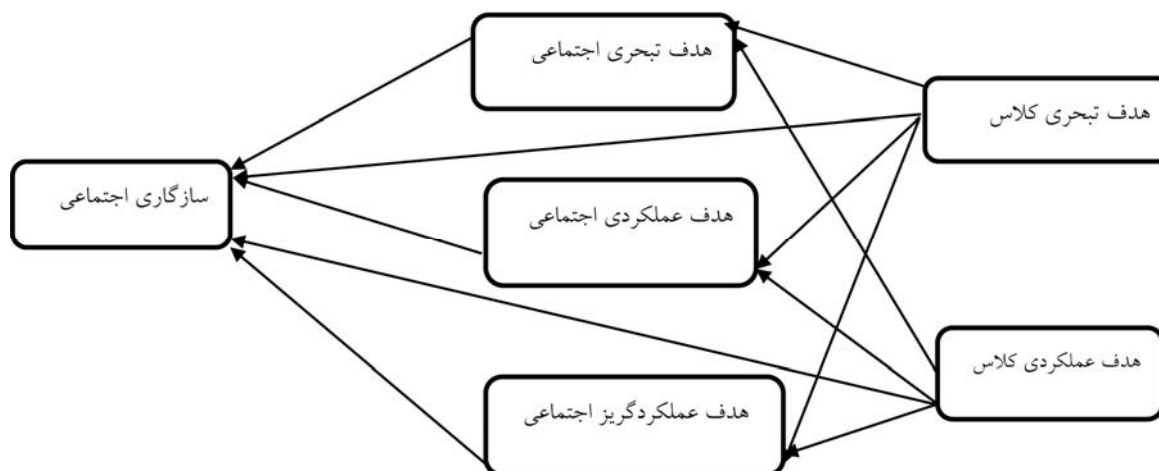 هدف تبحری اجتماعی
هدف تبحری کلاس
سازگاری اجتماعی
هدف عملکردی اجتماعی
هدف عملکردی کلاس
هدف عملکردگریز اجتماعی